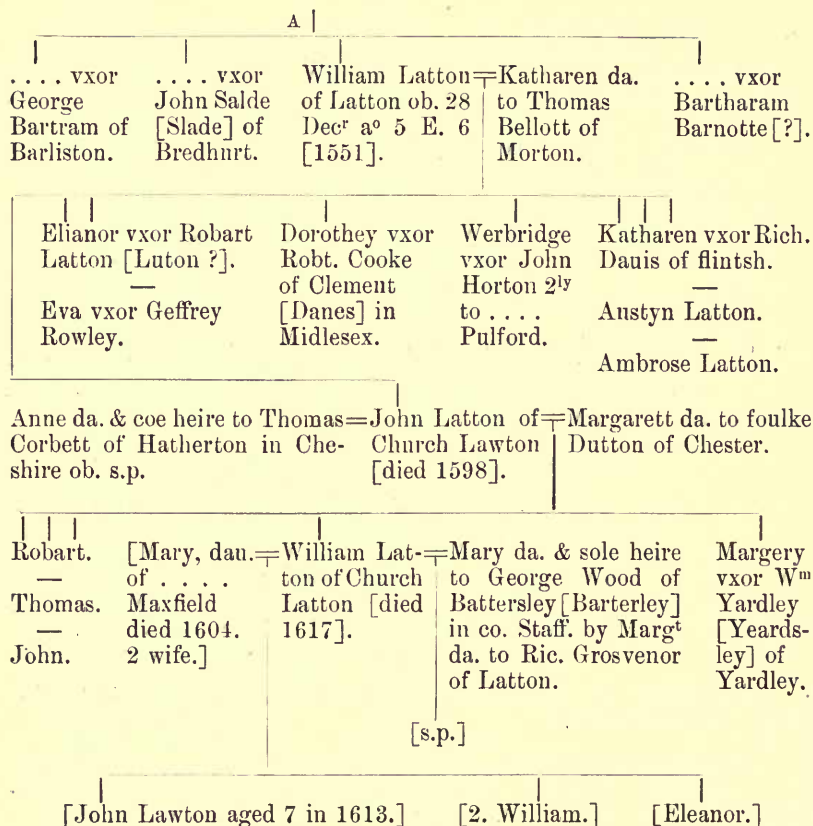 A
. . . . vxor
George
Bartram of
Barliston.
. . . . vxor
John Salde
[Slade] of
Bredhurt.
William Latton
of Latton ob. 28
Decr ao 5 E. 6
[1551].
Katharen da.
to Thomas
Bellott of
Morton.
. . . . vxor
Bartharam
Barnotte [?].
Elianor vxor Robart
Latton [Luton ?].
—
Eva vxor Geffrey
Rowley.
Dorothey vxor
Robt. Cooke
of Clement
[Danes] in
Midlesex.
Werbridge
vxor John
Horton 2ly
to . . . .
Pulford.
Katharen vxor Rich.
Dauis of flintsh.
—
Austyn Latton.
—
Ambrose Latton.
Anne da. & coe heire to Thomas
Corbett of Hatherton in Che-
shire ob. s.p.
=John Latton of=
Church Lawton
[died 1598].
Margarett da. to foulke
Dutton of Chester.
Robart.
—
Thomas.
—
John.
[Mary, dau.
of . . . .
Maxfield
died 1604.
2 wife.]
=William Lat-=
ton of Church
Latton [died
1617].
Mary da. & sole heire
to George Wood of
Battersley [Barterley]
in co. Staff. by Margt
da. to Ric. Grosvenor
of Latton.
Margery
vxor Wm
Yardley
[Yeards-
ley] of
Yardley.
[s.p.]
[John Lawton aged 7 in 1613.]
[2. William.]
[Eleanor.]